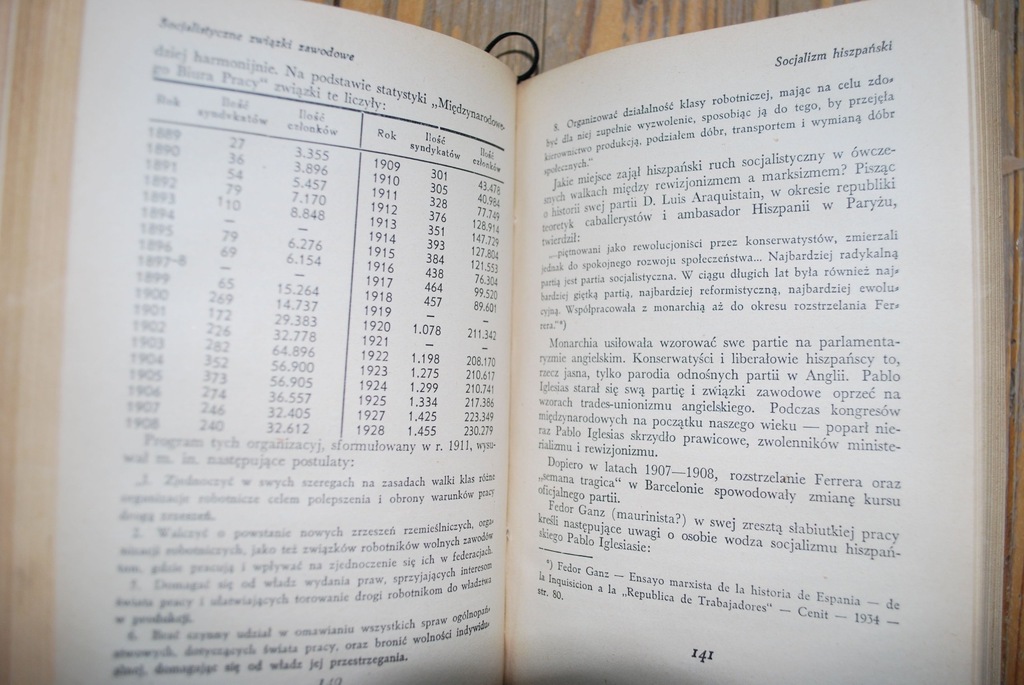 Socjalistyczne związki zawodowe
dziej harmonijnie. Na podstawie statystyki „Międzynarodowe-
go Biura Pracy" związki te liczyły:
Rok Ilość syndykatów Ilość członków
1889 27 3.355
1890 36 3.896
1891 54 5.457
1892 79 7.170
1893 110 8.848
1894 — —
1895 79 6.276
1896 69 6.154
1897-8 — —
1899 65 15.264
1900 269 14.737
1901 172 29.383
1902 226 32.778
1903 282 64.896
1904 352 56.900
1905 373 56.905
1906 274 36.557
1907 246 32.405
1908 240 32.612
Rok Ilość syndykatów Ilość członków
1909 301 43.478
1910 305 40.984
1911 328 77.749
1912 376 128.914
1913 351 147.729
1914 393 127.804
1915 384 121.553
1916 438 76.304
1917 464 99.520
1918 457 89.601
1919 — —
1920 1.078 211.342
1921 — —
1922 1.198 208.170
1923 1.275 210.617
1924 1.299 210.741
1925 1.334 217.386
1927 1.425 223.349
1928 1.455 230.279
Program tych organizacyj, sformułowany w r. 1911, wysu-
wał m. in. następujące postulaty:
„1. Zjednoczyć w swych szeregach na zasadach walki klas różne
organizacje robotnicze celem polepszenia i obrony warunków pracy
drogą zrzeszeń.
2. Walczyć o powstanie nowych zrzeszeń rzemieślniczych, orga-
nizacji robotniczych, jako też związków robotników wolnych zawodów
tam, gdzie pracują i wpływać na zjednoczenie się ich w federacjach.
Domagać się od władz wydania praw, sprzyjających interesom
świata pracy i ułatwiających torowanie drogi robotnikom do władztwa
w produkcji.
6. Brać czynny udział w omawianiu wszystkich spraw ogólnopań-
stwowych, dotyczących świata pracy, oraz bronić wolności indywidu-
alnej, domagając się od władz jej przestrzegania.
140
Socjalizm hiszpański
8. Organizować działalność klasy robotniczej, mając na celu zdo-
być dla niej zupełnie wyzwolenie, sposobiąc ją do tego, by przejęła
kierownictwo produkcją, podziałem dóbr, transportem i wymianą dóbr
społecznych."
Jakie miejsce zajął hiszpański ruch socjalistyczny w ówcze-
snych walkach między rewizjonizmem a marksizmem? Pisząc
o historii swej partii D. Luis Araquistain, w okresie republiki
teoretyk caballerystów i ambasador Hiszpanii w Paryżu,
twierdził:
„...piętnowani jako rewolucjoniści przez konserwatystów, zmierzali
jednak do spokojnego rozwoju społeczeństwa... Najbardziej radykalną
partią jest partia socjalistyczna. W ciągu długich lat była również naj-
bardziej giętką partią, najbardziej reformistyczną, najbardziej ewolu-
cyjną. Współpracowała z monarchią aż do okresu rozstrzelania Fer-
rera."*)
Monarchia usiłowała wzorować swe partie na parlamenta-
ryzmie angielskim. Konserwatyści i liberałowie hiszpańscy to,
rzecz jasna, tylko parodia odnośnych partii w Anglii. Pablo
Iglesias starał się swą partię i związki zawodowe oprzeć na
wzorach trades-unionizmu angielskiego. Podczas kongresów
międzynarodowych na początku naszego wieku — poparł nie-
raz Pablo Iglesias skrzydło prawicowe, zwolenników ministe-
rializmu i rewizjonizmu.
Dopiero w latach 1907—1908, rozstrzelanie Ferrera oraz
„semana tragica" w Barcelonie spowodowały zmianę kursu
oficjalnego partii.
Fedor Ganz (maurinista?) w swej zresztą słabiutkiej pracy
kreśli następujące uwagi o osobie wodza socjalizmu hiszpań-
skiego Pablo Iglesiasie:
*) Fedor Ganz — Ensayo marxista de la historia de Espania — de
la Inquisicion a la „Republica de Trabajadores" — Cenit — 1934 —
str. 80.
141